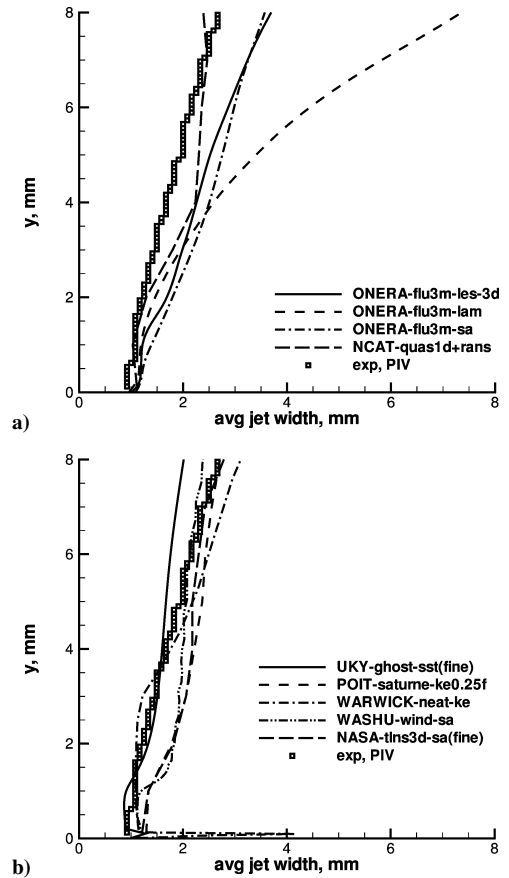 8
6
y, mm
4
2
0
ONERA-flu3m-les-3d
ONERA-flu3m-lam
ONERA-flu3m-sa
NCAT-quas1d+rans
exp, PIV
0 2 4 6 8
avg jet width, mm
a)
8
6
y, mm
4
2
0
UKY-ghost-sst(fine)
POIT-saturne-ke0.25f
WARWICK-neat-ke
WASHU-wind-sa
NASA-tlns3d-sa(fine)
exp, PIV
0 2 4 6 8
avg jet width, mm
b)